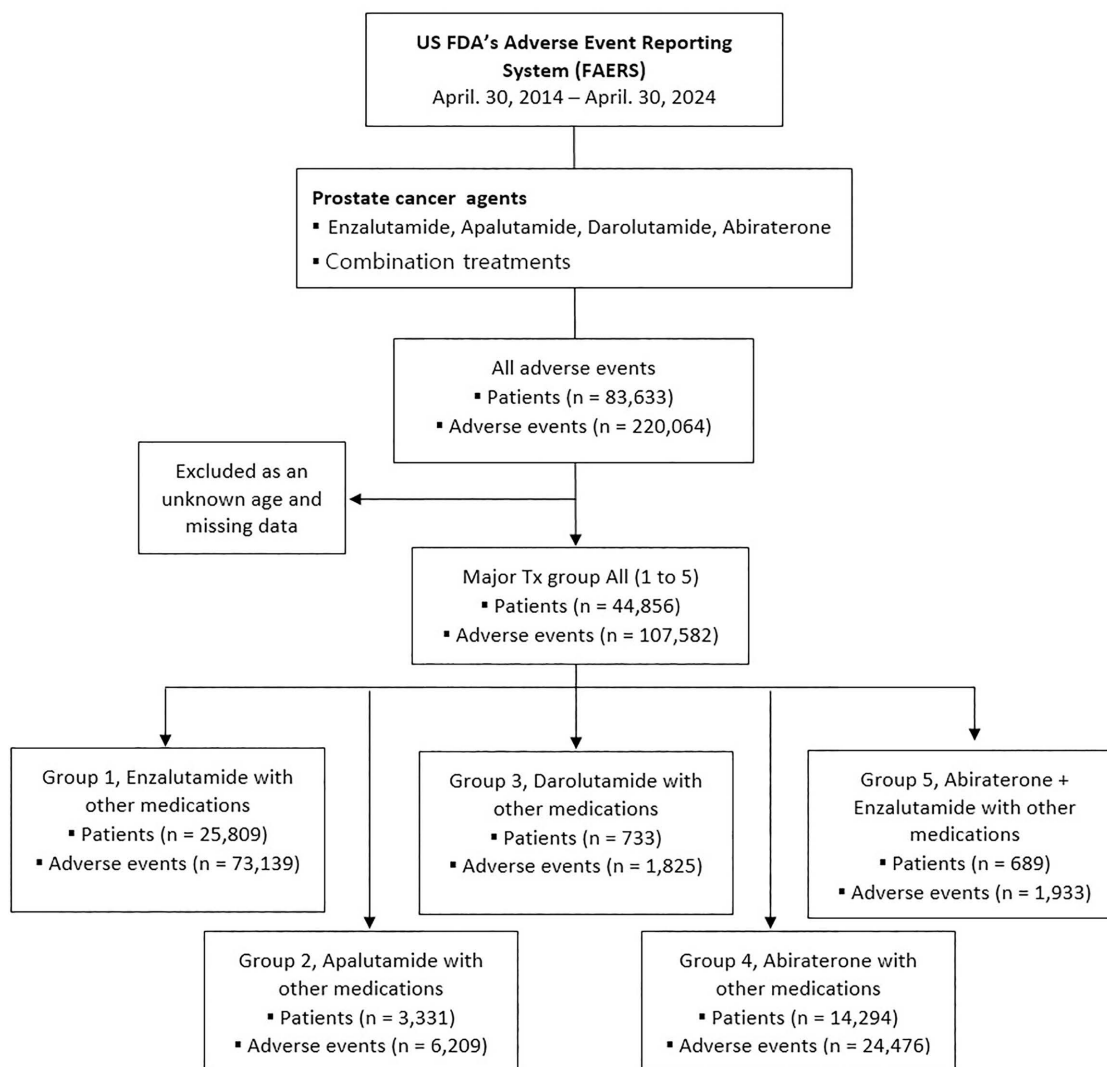 US FDA's Adverse Event Reporting
System (FAERS)
April. 30, 2014 – April. 30, 2024
Prostate cancer agents
▪ Enzalutamide, Apalutamide, Darolutamide, Abiraterone
▪ Combination treatments
All adverse events
▪ Patients (n = 83,633)
▪ Adverse events (n = 220,064)
Excluded as an
unknown age and
missing data
Major Tx group All (1 to 5)
▪ Patients (n = 44,856)
▪ Adverse events (n = 107,582)
Group 1, Enzalutamide with
other medications
▪ Patients (n = 25,809)
▪ Adverse events (n = 73,139)
Group 3, Darolutamide with
other medications
▪ Patients (n = 733)
▪ Adverse events (n = 1,825)
Group 5, Abiraterone +
Enzalutamide with other
medications
▪ Patients (n = 689)
▪ Adverse events (n = 1,933)
Group 2, Apalutamide with
other medications
▪ Patients (n = 3,331)
▪ Adverse events (n = 6,209)
Group 4, Abiraterone with
other medications
▪ Patients (n = 14,294)
▪ Adverse events (n = 24,476)